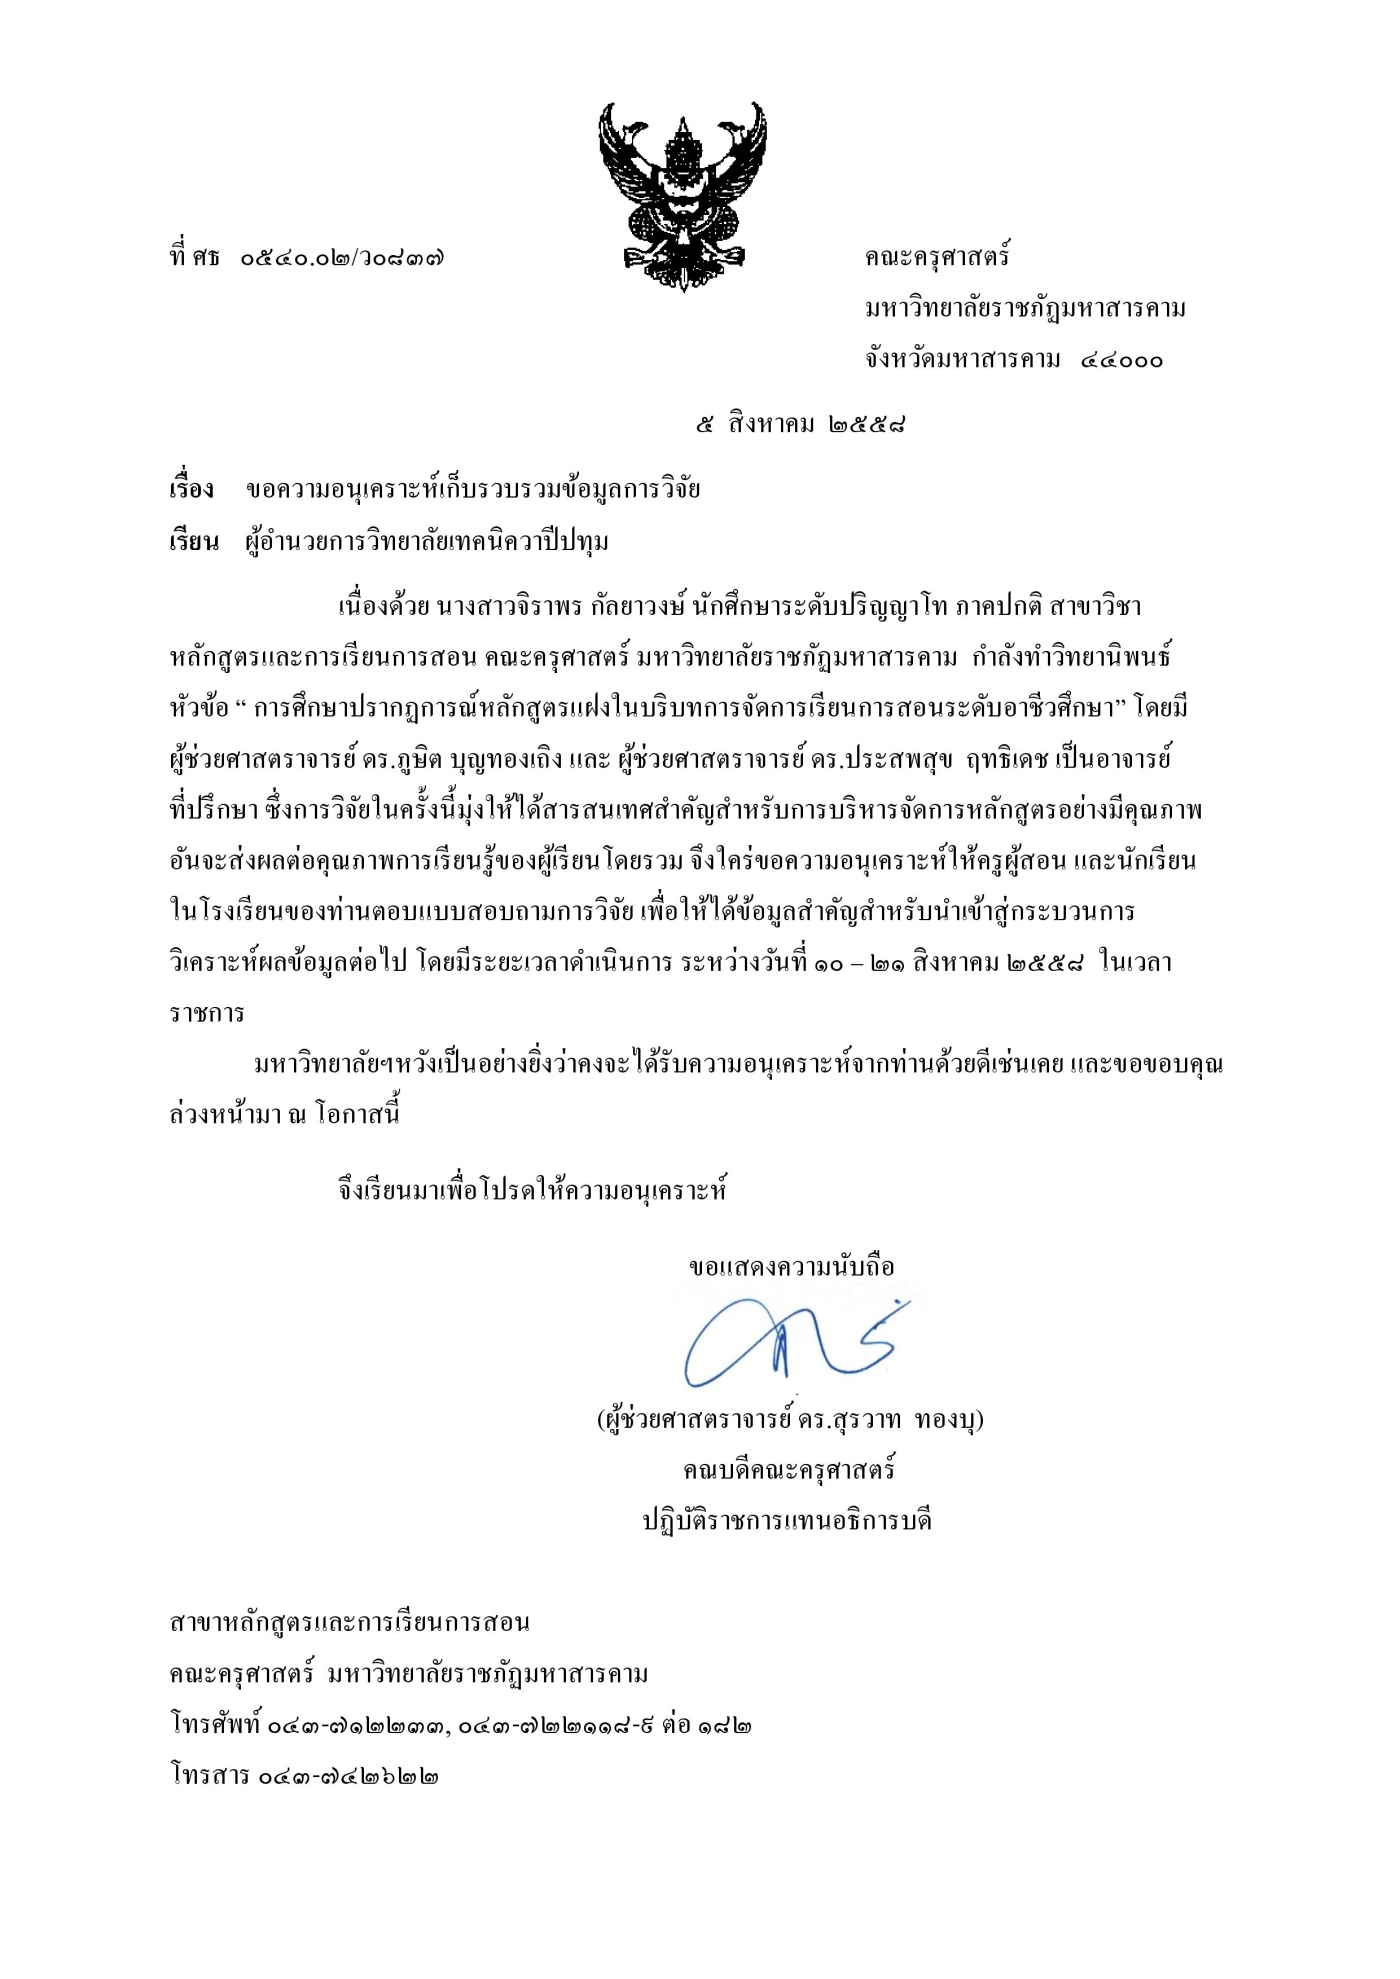 ที่ ศธ ๐๕๔๐.๐๒/ว๐๘๓๗
คณะครุศาสตร์
มหาวิทยาลัยราชภัฏมหาสารคาม
จังหวัดมหาสารคาม ๔๔๐๐๐
๕ สิงหาคม ๒๕๕๘
เรื่อง ขอความอนุเคราะห์เก็บรวบรวมข้อมูลการวิจัย
เรียน ผู้อำนวยการวิทยาลัยเทคนิควาปีปทุม
เนื่องด้วย นางสาวจิราพร กัลยาวงษ์ นักศึกษาระดับปริญญาโท ภาคปกติ สาขาวิชา
หลักสูตรและการเรียนการสอน คณะครุศาสตร์ มหาวิทยาลัยราชภัฏมหาสารคาม กำลังทำวิทยานิพนธ์
หัวข้อ “ การศึกษาปรากฏการณ์หลักสูตรแฝงในบริบทการจัดการเรียนการสอนระดับอาชีวศึกษา” โดยมี
ผู้ช่วยศาสตราจารย์ ดร.ภูษิต บุญทองเถิง และ ผู้ช่วยศาสตราจารย์ ดร.ประสพสุข ฤทธิเดช เป็นอาจารย์
ที่ปรึกษา ซึ่งการวิจัยในครั้งนี้มุ่งให้ได้สารสนเทศสำคัญสำหรับการบริหารจัดการหลักสูตรอย่างมีคุณภาพ
อันจะส่งผลต่อคุณภาพการเรียนรู้ของผู้เรียนโดยรวม จึงใคร่ขอความอนุเคราะห์ให้ครูผู้สอน และนักเรียน
ในโรงเรียนของท่านตอบแบบสอบถามการวิจัย เพื่อให้ได้ข้อมูลสำคัญสำหรับนำเข้าสู่กระบวนการ
วิเคราะห์ผลข้อมูลต่อไป โดยมีระยะเวลาดำเนินการ ระหว่างวันที่ ๑๐ – ๒๑ สิงหาคม ๒๕๕๘ ในเวลา
ราชการ
มหาวิทยาลัยฯหวังเป็นอย่างยิ่งว่าคงจะได้รับความอนุเคราะห์จากท่านด้วยดีเช่นเคย และขอขอบคุณ
ล่วงหน้ามา ณ โอกาสนี้
จึงเรียนมาเพื่อโปรดให้ความอนุเคราะห์
ขอแสดงความนับถือ
(ผู้ช่วยศาสตราจารย์ ดร.สุรวาท ทองบุ)
คณบดีคณะครุศาสตร์
ปฏิบัติราชการแทนอธิการบดี
สาขาหลักสูตรและการเรียนการสอน
คณะครุศาสตร์ มหาวิทยาลัยราชภัฏมหาสารคาม
โทรศัพท์ ๐๔๓-๗๑๒๒๓๓, ๐๔๓-๗๒๒๑๑๘-๙ ต่อ ๑๘๒
โทรสาร ๐๔๓-๗๔๒๖๒๒